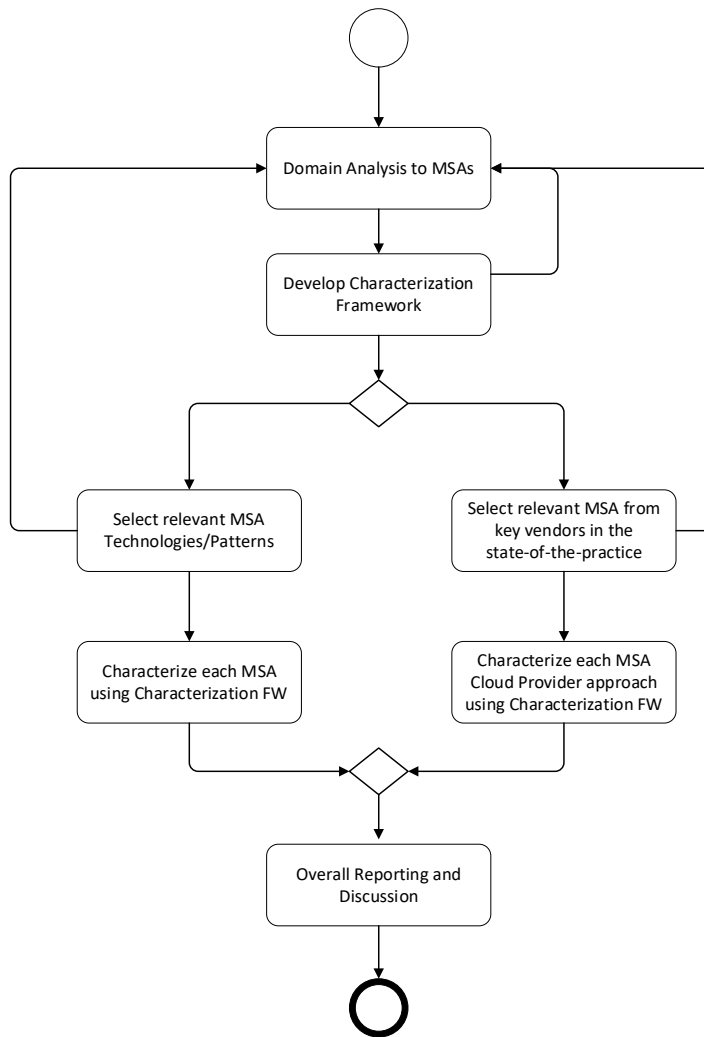 Domain Analysis to MSAs
Develop Characterization
Framework
Select relevant MSA
Technologies/Patterns
Select relevant MSA from
key vendors in the
state-of-the-practice
Characterize each MSA
using Characterization FW
Characterize each MSA
Cloud Provider approach
using Characterization FW
Overall Reporting and
Discussion